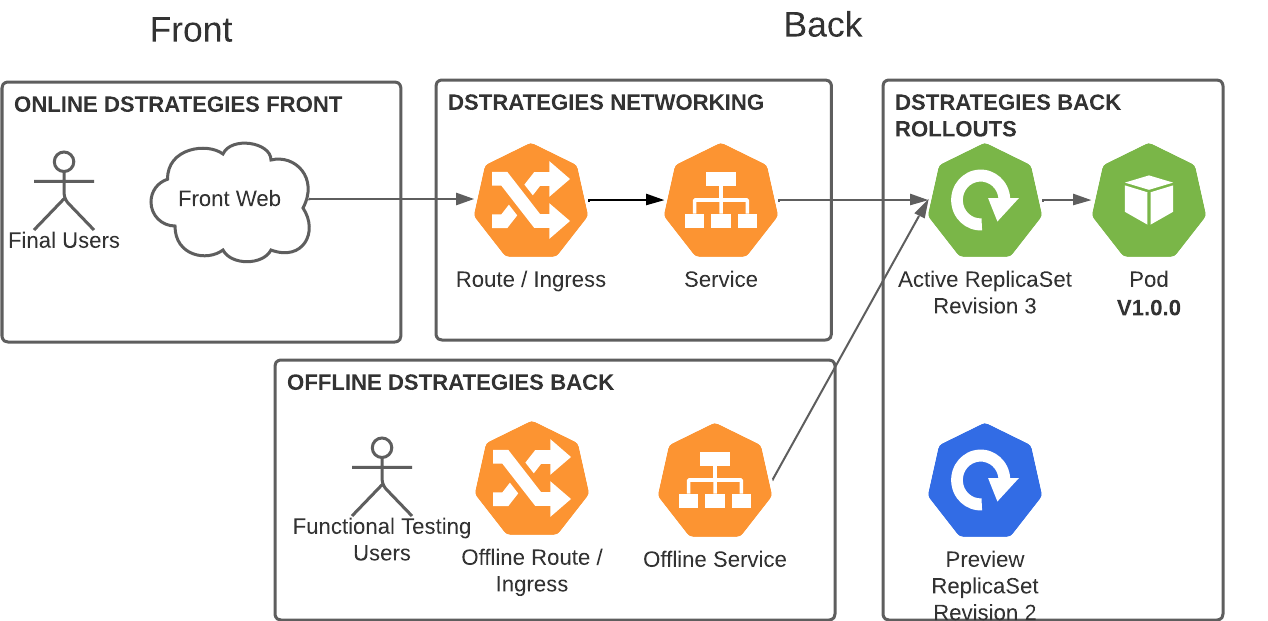 Front
Back
ONLINE DSTRATEGIES FRONT
Final Users
Front Web
DSTRATEGIES NETWORKING
Route / Ingress
Service
DSTRATEGIES BACK
ROLLOUTS
Active ReplicaSet
Revision 3
Pod
V1.0.0
OFFLINE DSTRATEGIES BACK
Functional Testing
Users
Offline Route /
Ingress
Offline Service
Preview
ReplicaSet
Revision 2